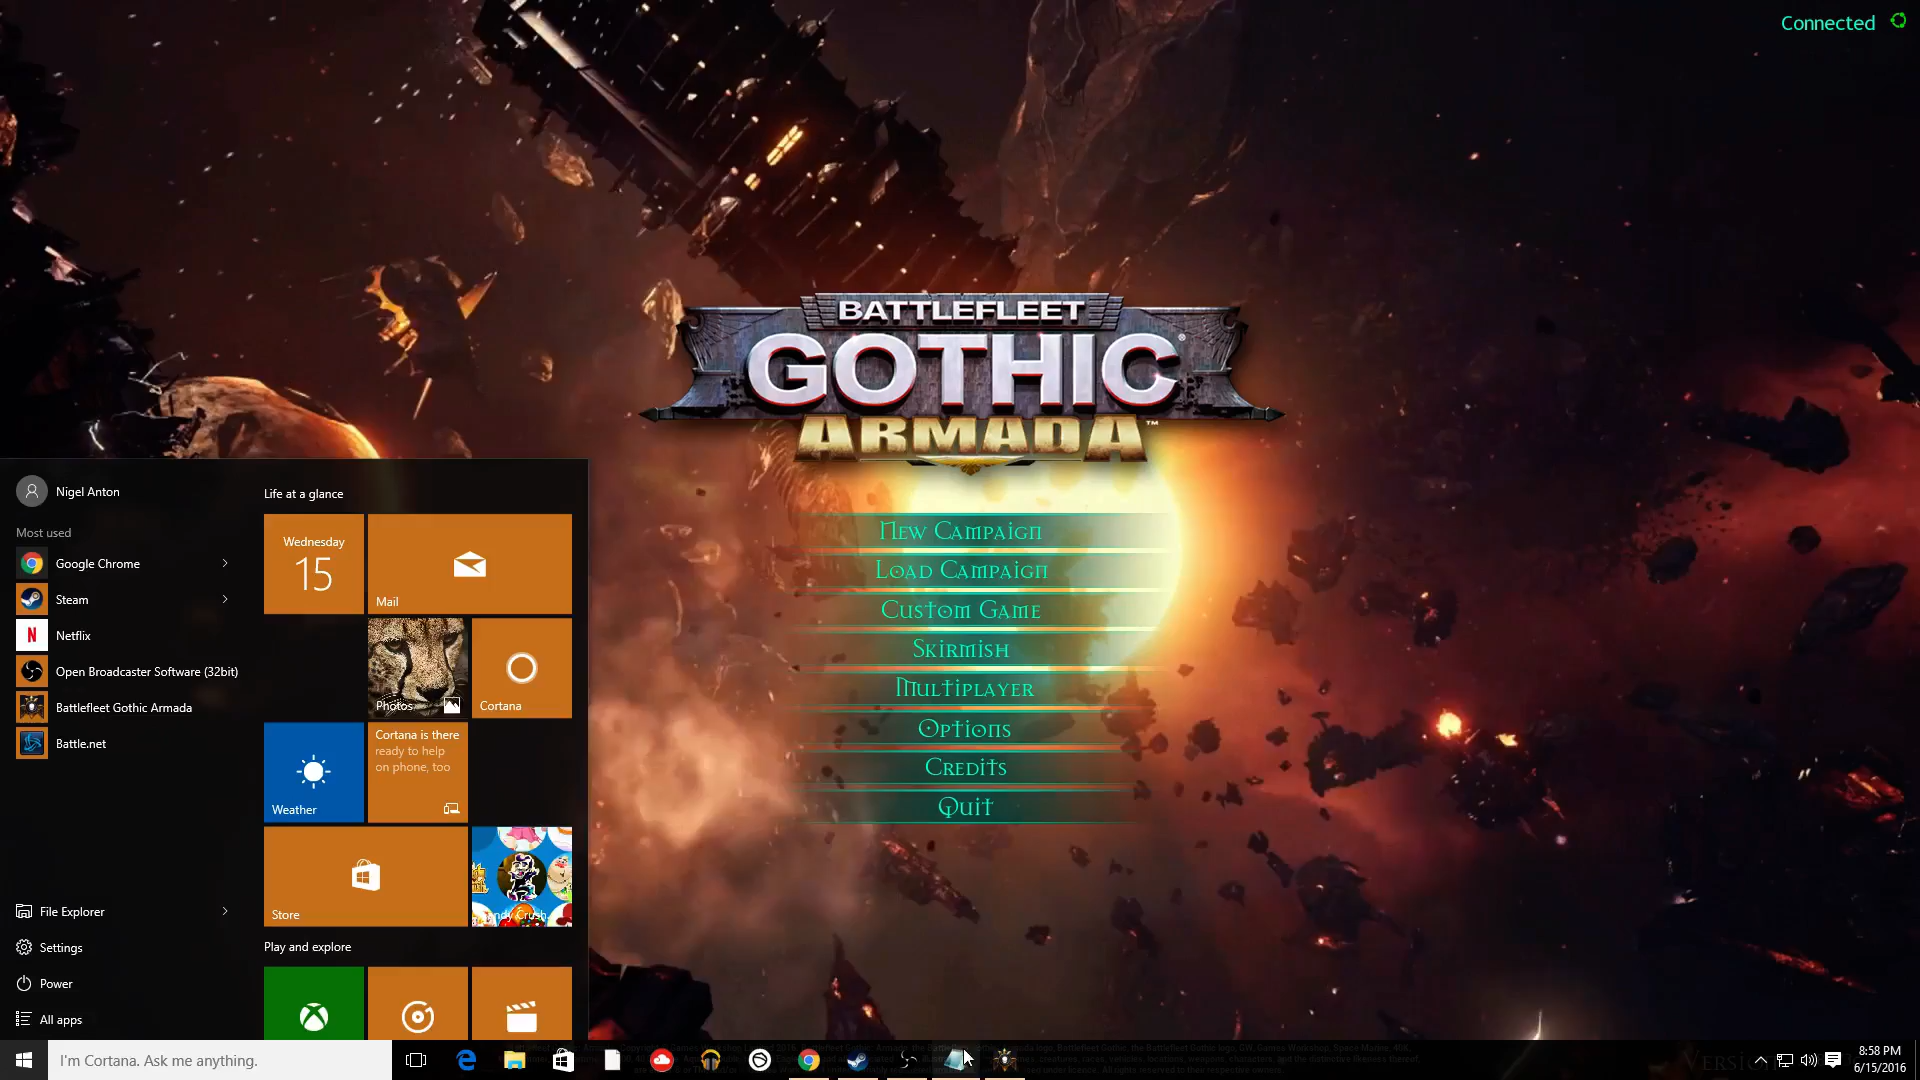 Connected
BATTLEFLEET
GOTHIC®
ARMADA™
New Campaign
Load Campaign
Custom Game
Skirmish
Multiplayer
Options
Credits
Quit
Nigel Anton
Most used
Google Chrome
Steam
Netflix
Open Broadcaster Software (32bit)
Battlefleet Gothic Armada
Battle.net
File Explorer
Settings
Power
All apps
Life at a glance
Wednesday
15
Mail
Photos
Cortana
Weather
Cortana is there
ready to help
on phone, too
Store
Play and explore
I'm Cortana. Ask me anything.
8:58 PM
6/15/2016